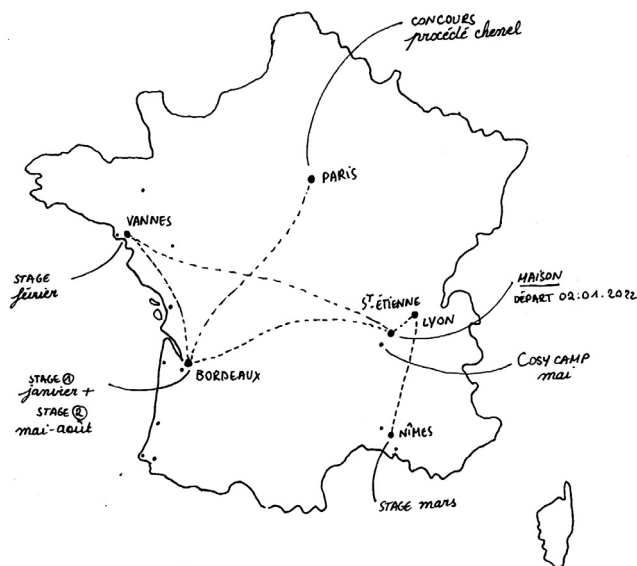 CONCOURS
procédé chenel
PARIS
VANNES
STAGE
février
MAISON
DÉPART 02.01.2022
ST-ÉTIENNE
LYON
COSY CAMP
mai
STAGE ①
janvier +
STAGE ②
mai-août
BORDEAUX
NÎMES
STAGE mars